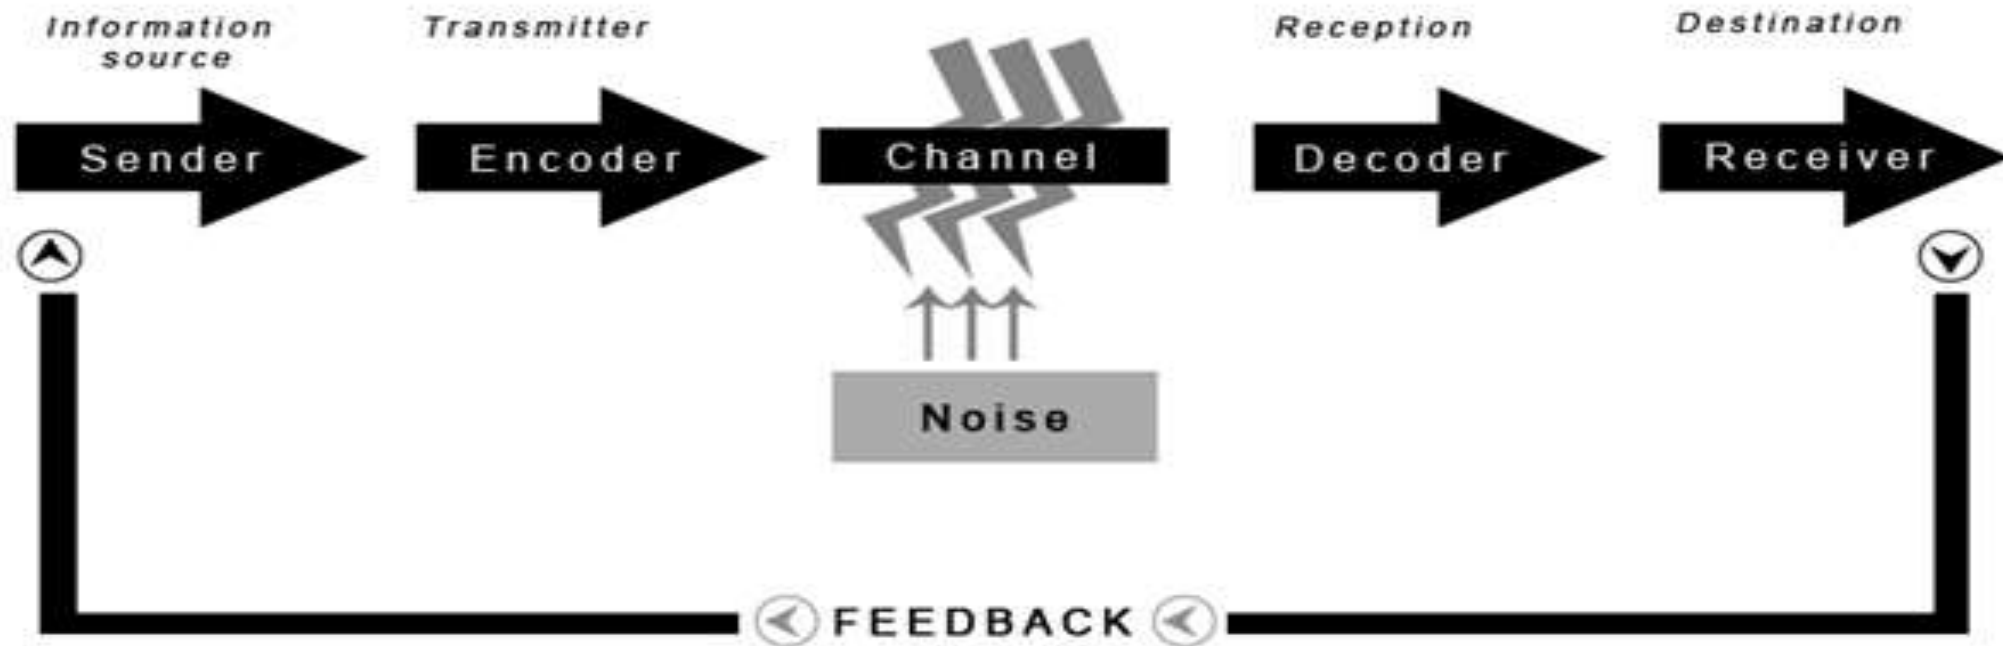 Information
source
Transmitter
Reception
Destination
Sender
Encoder
Channel
Decoder
Receiver
Noise
FEEDBACK